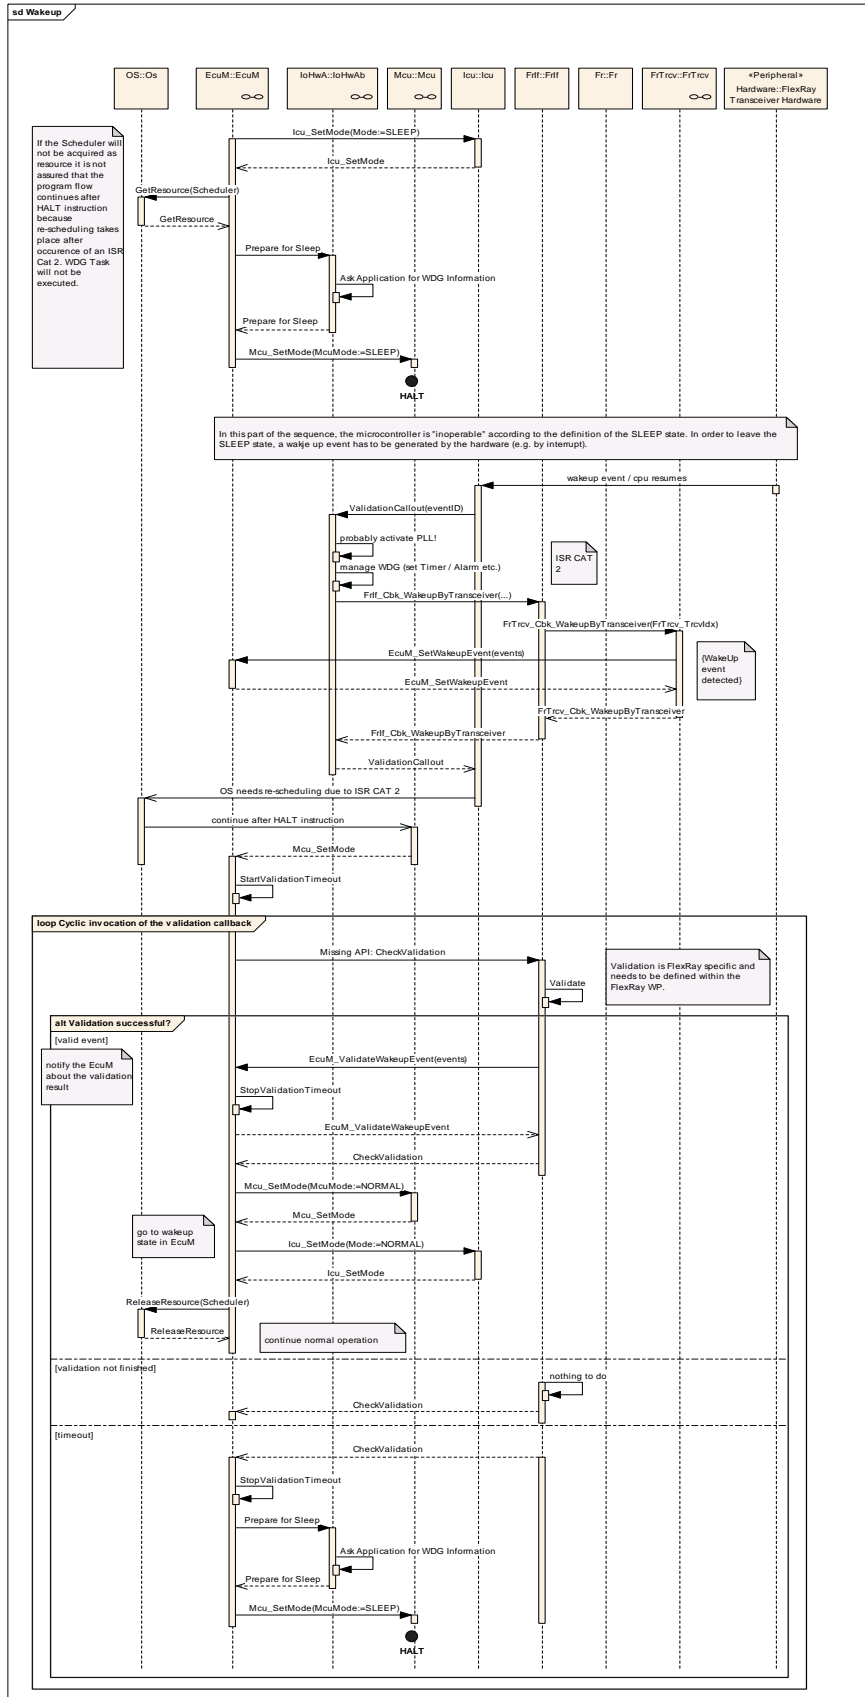 sd Wakeup
OS::Os
EcuM::EcuM
IoHwA::IoHwAb
Mcu::Mcu
Icu::Icu
FrIf::FrIf
Fr::Fr
FrTrcv::FrTrcv
«Peripheral»
Hardware::FlexRay
Transceiver Hardware
If the Scheduler will
not be acquired as
resource it is not
assured that the
program flow
continues after
HALT instruction
because
re-scheduling takes
place after
occurence of an ISR
Cat 2. WDG Task
will not be
executed.
Icu_SetMode(Mode:=SLEEP)
Icu_SetMode
GetResource(Scheduler)
GetResource
Prepare for Sleep
Ask Application for WDG Information
Prepare for Sleep
Mcu_SetMode(McuMode:=SLEEP)
HALT
In this part of the sequence, the microcontroller is "inoperable" according to the definition of the SLEEP state. In order to leave the
SLEEP state, a wakje up event has to be generated by the hardware (e.g. by interrupt).
wakeup event / cpu resumes
ValidationCallout(eventID)
probably activate PLL!
ISR CAT
2
manage WDG (set Timer / Alarm etc.)
FrIf_Cbk_WakeupByTransceiver(...)
FrTrcv_Cbk_WakeupByTransceiver(FrTrcv_TrcvIdx)
EcuM_SetWakeupEvent(events)
{WakeUp
event
detected}
EcuM_SetWakeupEvent
FrTrcv_Cbk_WakeupByTransceiver
FrIf_Cbk_WakeupByTransceiver
ValidationCallout
OS needs re-scheduling due to ISR CAT 2
continue after HALT instruction
Mcu_SetMode
StartValidationTimeout
loop Cyclic invocation of the validation callback
Missing API: CheckValidation
Validation is FlexRay specific and
needs to be defined within the
FlexRay WP.
Validate
alt Validation successful?
[valid event]
notify the EcuM
about the validation
result
EcuM_ValidateWakeupEvent(events)
StopValidationTimeout
EcuM_ValidateWakeupEvent
CheckValidation
Mcu_SetMode(McuMode:=NORMAL)
Mcu_SetMode
go to wakeup
state in EcuM
Icu_SetMode(Mode:=NORMAL)
Icu_SetMode
ReleaseResource(Scheduler)
ReleaseResource
continue normal operation
[validation not finished]
nothing to do
CheckValidation
[timeout]
CheckValidation
StopValidationTimeout
Prepare for Sleep
Ask Application for WDG Information
Prepare for Sleep
Mcu_SetMode(McuMode:=SLEEP)
HALT